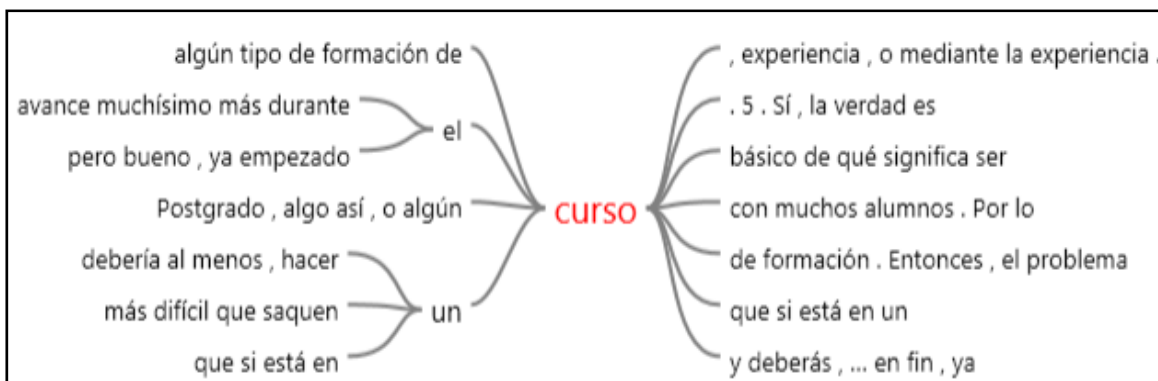 algún tipo de formación de
avance muchísimo más durante
el
pero bueno , ya empezado
Postgrado , algo así , o algún
debería al menos , hacer
más difícil que saquen
un
que si está en
curso
, experiencia , o mediante la experiencia .
. 5 . Sí , la verdad es
básico de qué significa ser
con muchos alumnos . Por lo
de formación . Entonces , el problema
que si está en un
y deberás , ... en fin , ya